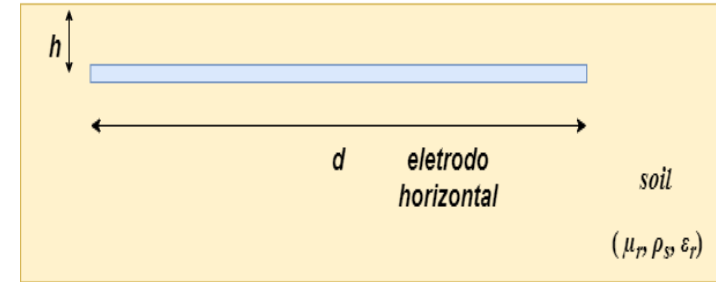 h
d eletrodo
horizontal
soil
(μr, ρs, εr)